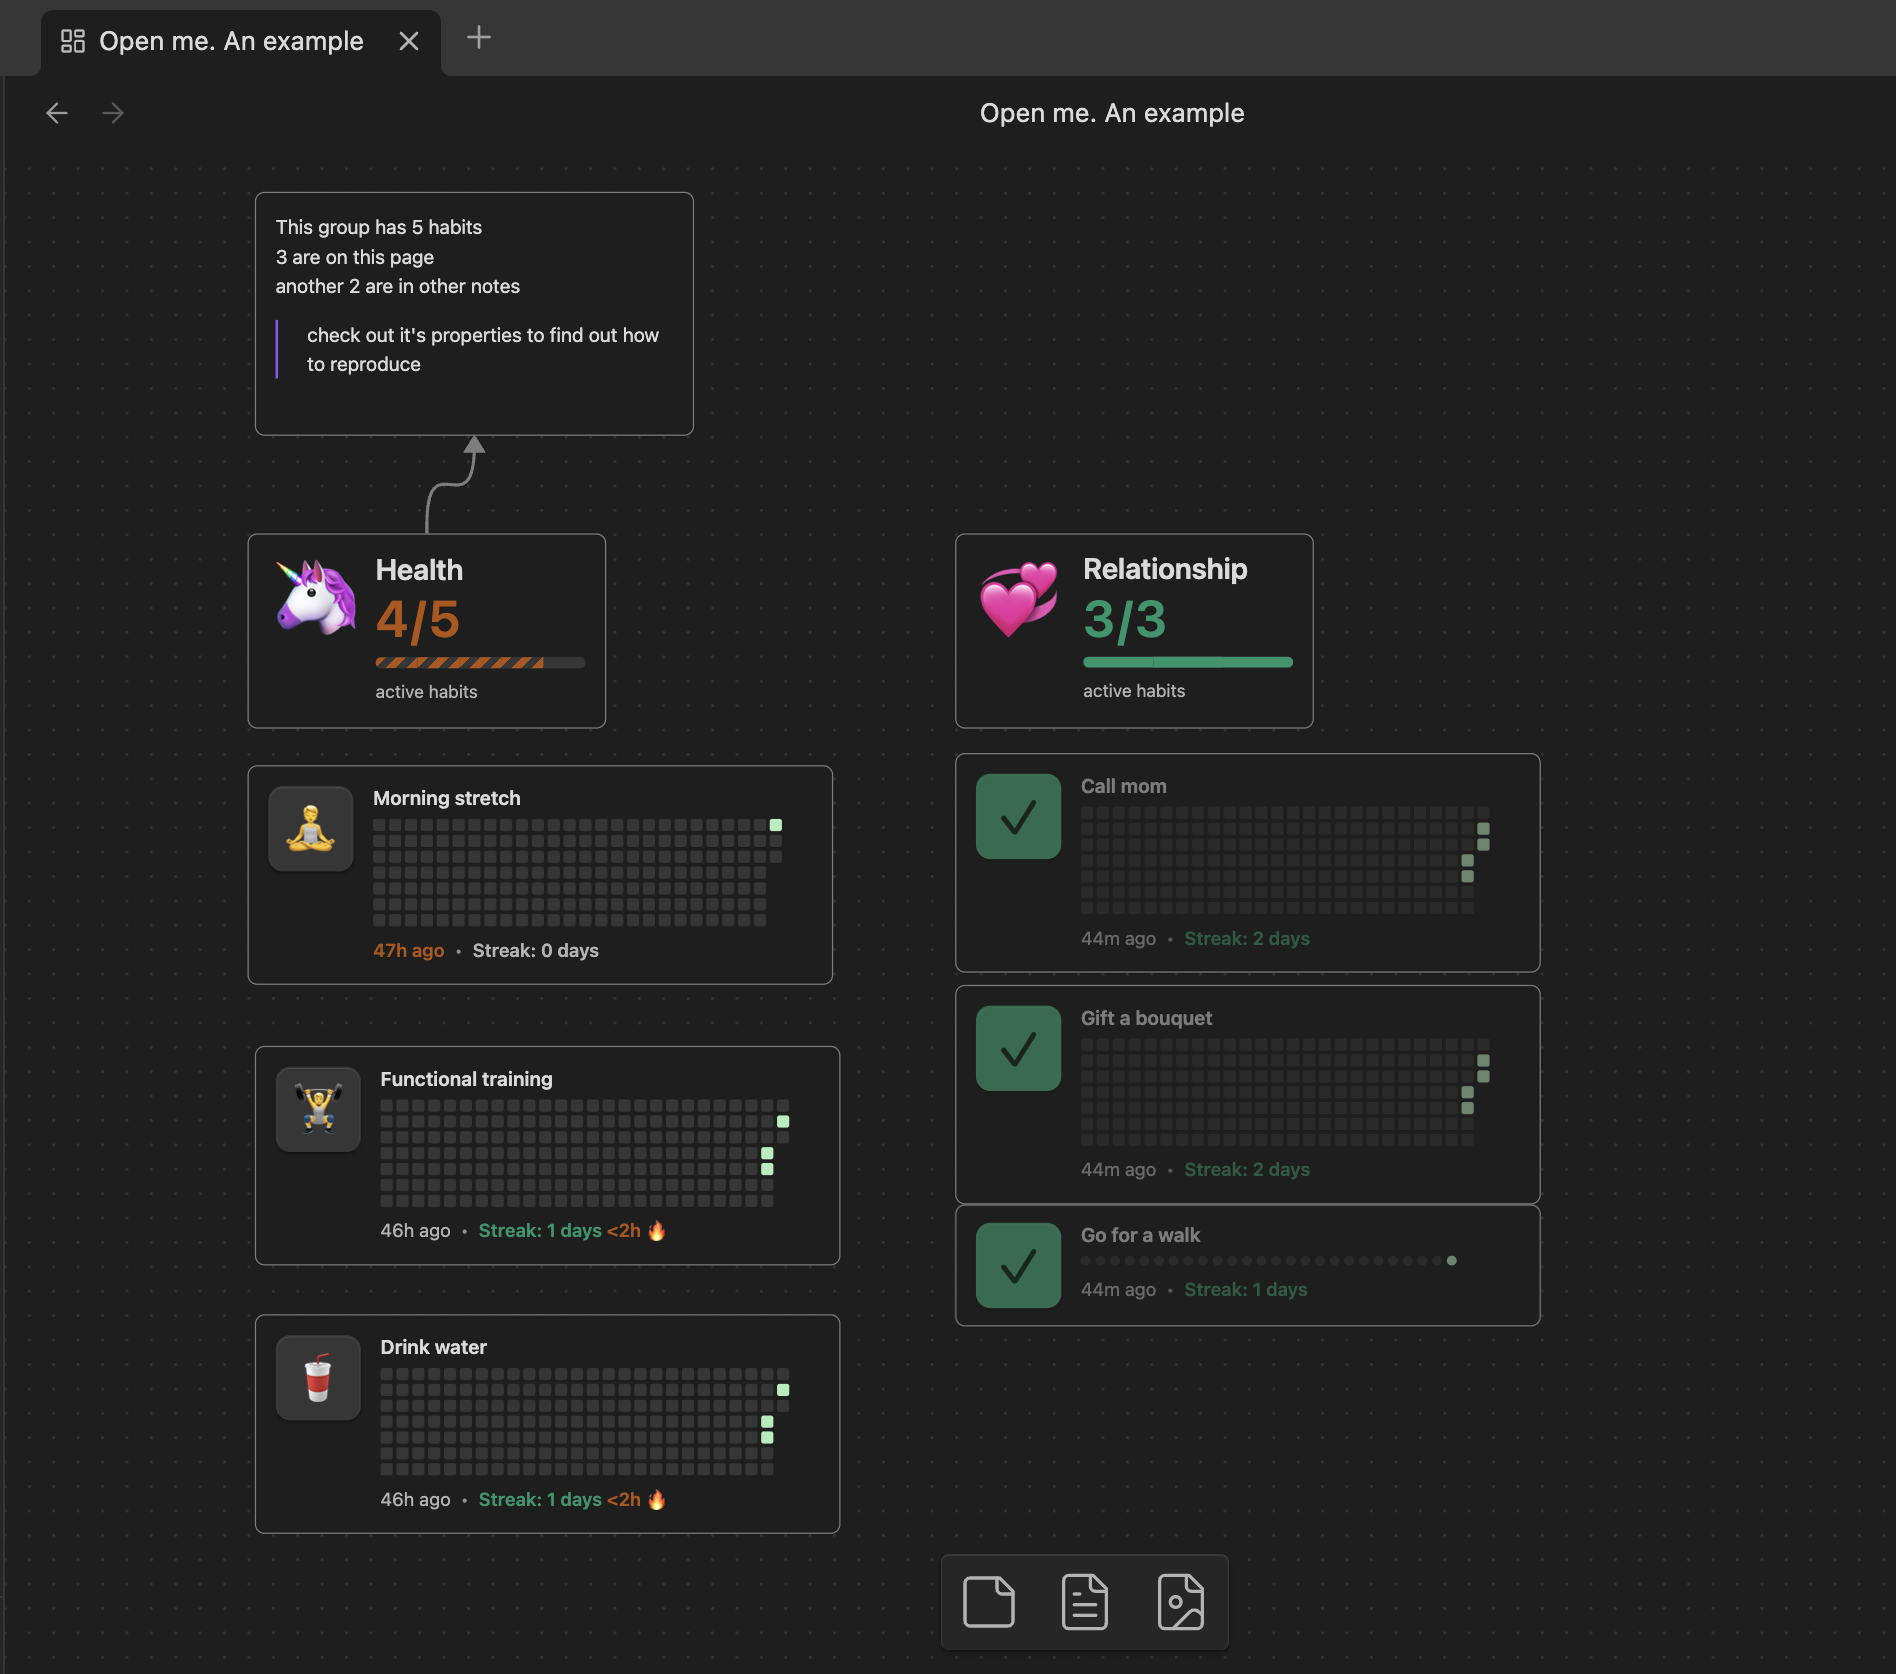 Open me. An example
Open me. An example
This group has 5 habits
3 are on this page
another 2 are in other notes
check out it's properties to find out how
to reproduce
Health
4/5
active habits
Relationship
3/3
active habits
Morning stretch
47h ago • Streak: 0 days
Functional training
46h ago • Streak: 1 days <2h 🔥
Drink water
46h ago • Streak: 1 days <2h 🔥
Call mom
44m ago • Streak: 2 days
Gift a bouquet
44m ago • Streak: 2 days
Go for a walk
44m ago • Streak: 1 days